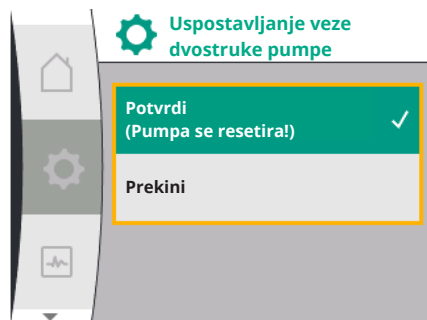 Uspostavljanje veze
dvostruke pumpe
Potvrdi
(Pumpa se resetira!)
Prekini